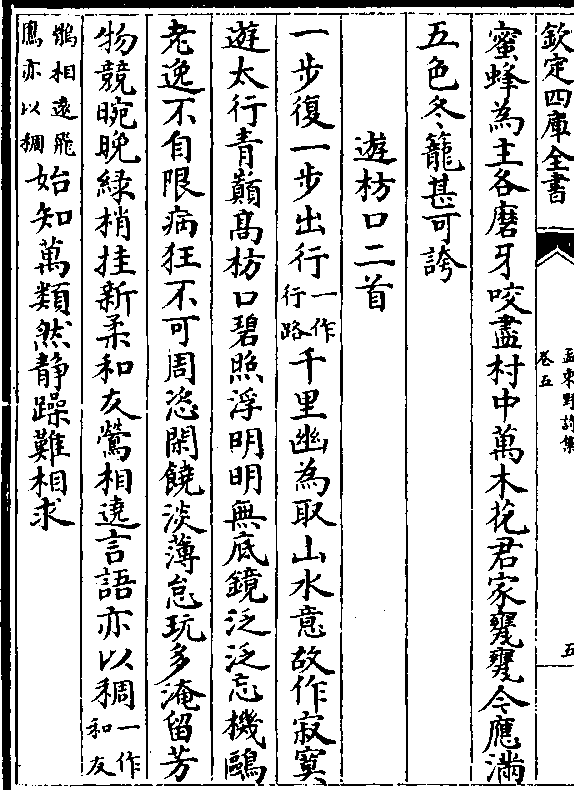 欽定四庫全書
孟東野詩集
卷五
五
蜜蜂為主各磨牙咬盡村中萬木花君家甕甕今應滿
五色冬籠甚可誇
遊枋口二首
一步復一步出行一作行路千里幽為取山水意故作寂寞
遊太行青巔高枋口碧照浮明明無底鏡泛泛忘機鷗
老逸不自限病狂不可周恣閑饒淡薄怠玩多淹留芳
物競晼晚綠梢挂新柔和友鶯相遶言語亦以稠一作和友
鶻相遠飛鳳亦以稠始知萬類然静躁難相求